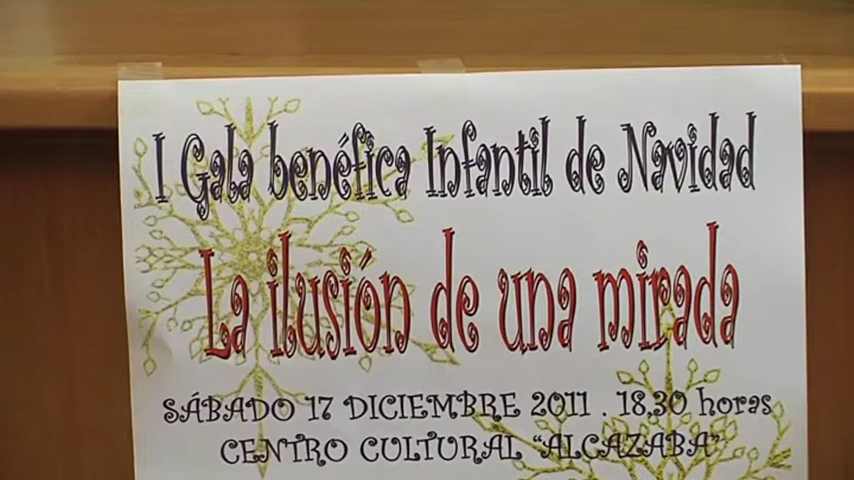 I Gala benéfica Infantil de Navidad
La ilusión de una mirada
SÁBADO 17 DICIEMBRE 2011 . 18,30 horas
CENTRO CULTURAL “ALCAZABA”